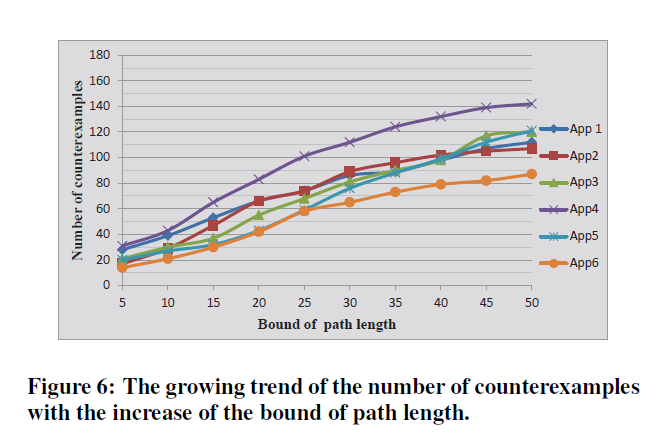 180
160
140
120
100
80
60
40
20
0
Number of counterexamples
5 10 15 20 25 30 35 40 45 50
Bound of path length
App 1
App2
App3
App4
App5
App6
Figure 6: The growing trend of the number of counterexamples
with the increase of the bound of path length.